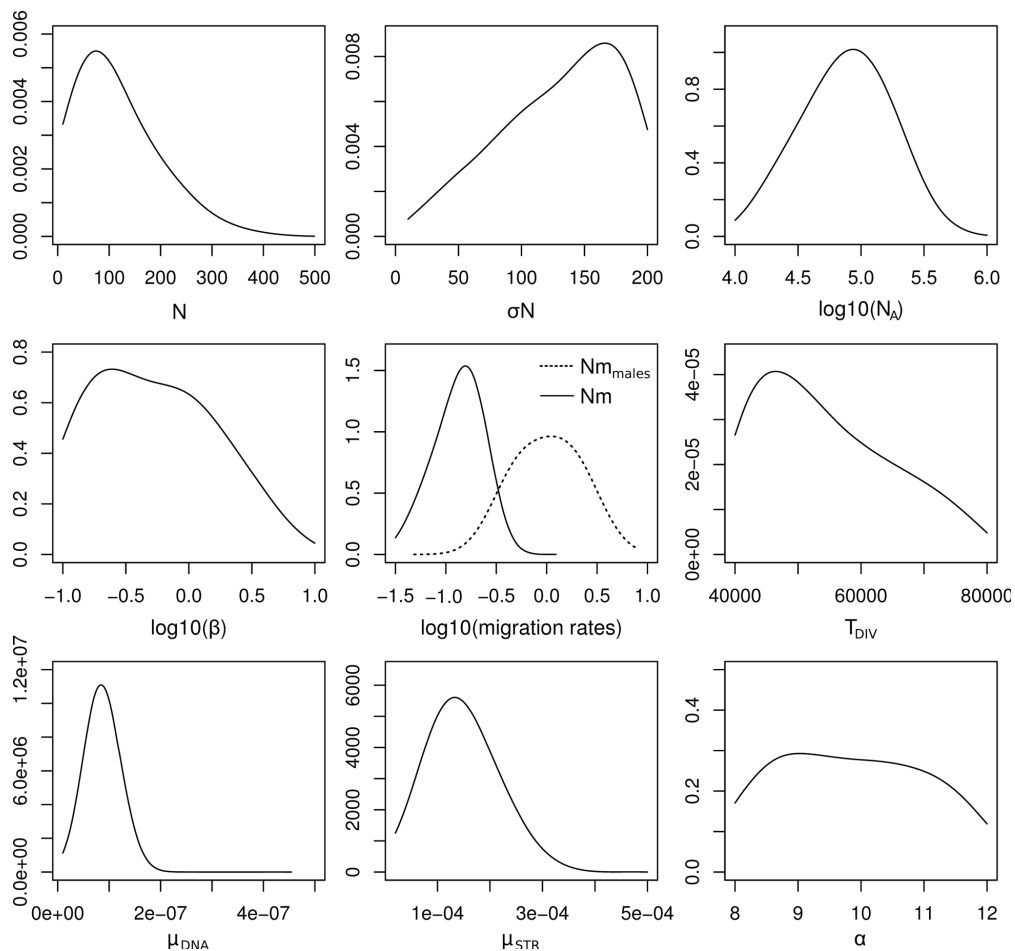 0.000 0.002 0.004 0.006
0 100 200 300 400 500
N
0.000 0.004 0.008
0 50 100 150 200
σN
0.0 0.4 0.8
4.0 4.5 5.0 5.5 6.0
log10(N_A)
0.0 0.2 0.4 0.6 0.8
−1.0 −0.5 0.0 0.5 1.0
log10(β)
0.0 0.5 1.0 1.5
Nm_males
Nm
−1.5 −1.0 −0.5 0.0 0.5 1.0
log10(migration rates)
0e+00 2e−05 4e−05
40000 60000 80000
T_DIV
0.0e+00 6.0e+06 1.2e+07
0e+00 2e−07 4e−07
μ_DNA
0 2000 4000 6000
1e−04 3e−04 5e−04
μ_STR
0.0 0.2 0.4
8 9 10 11 12
α